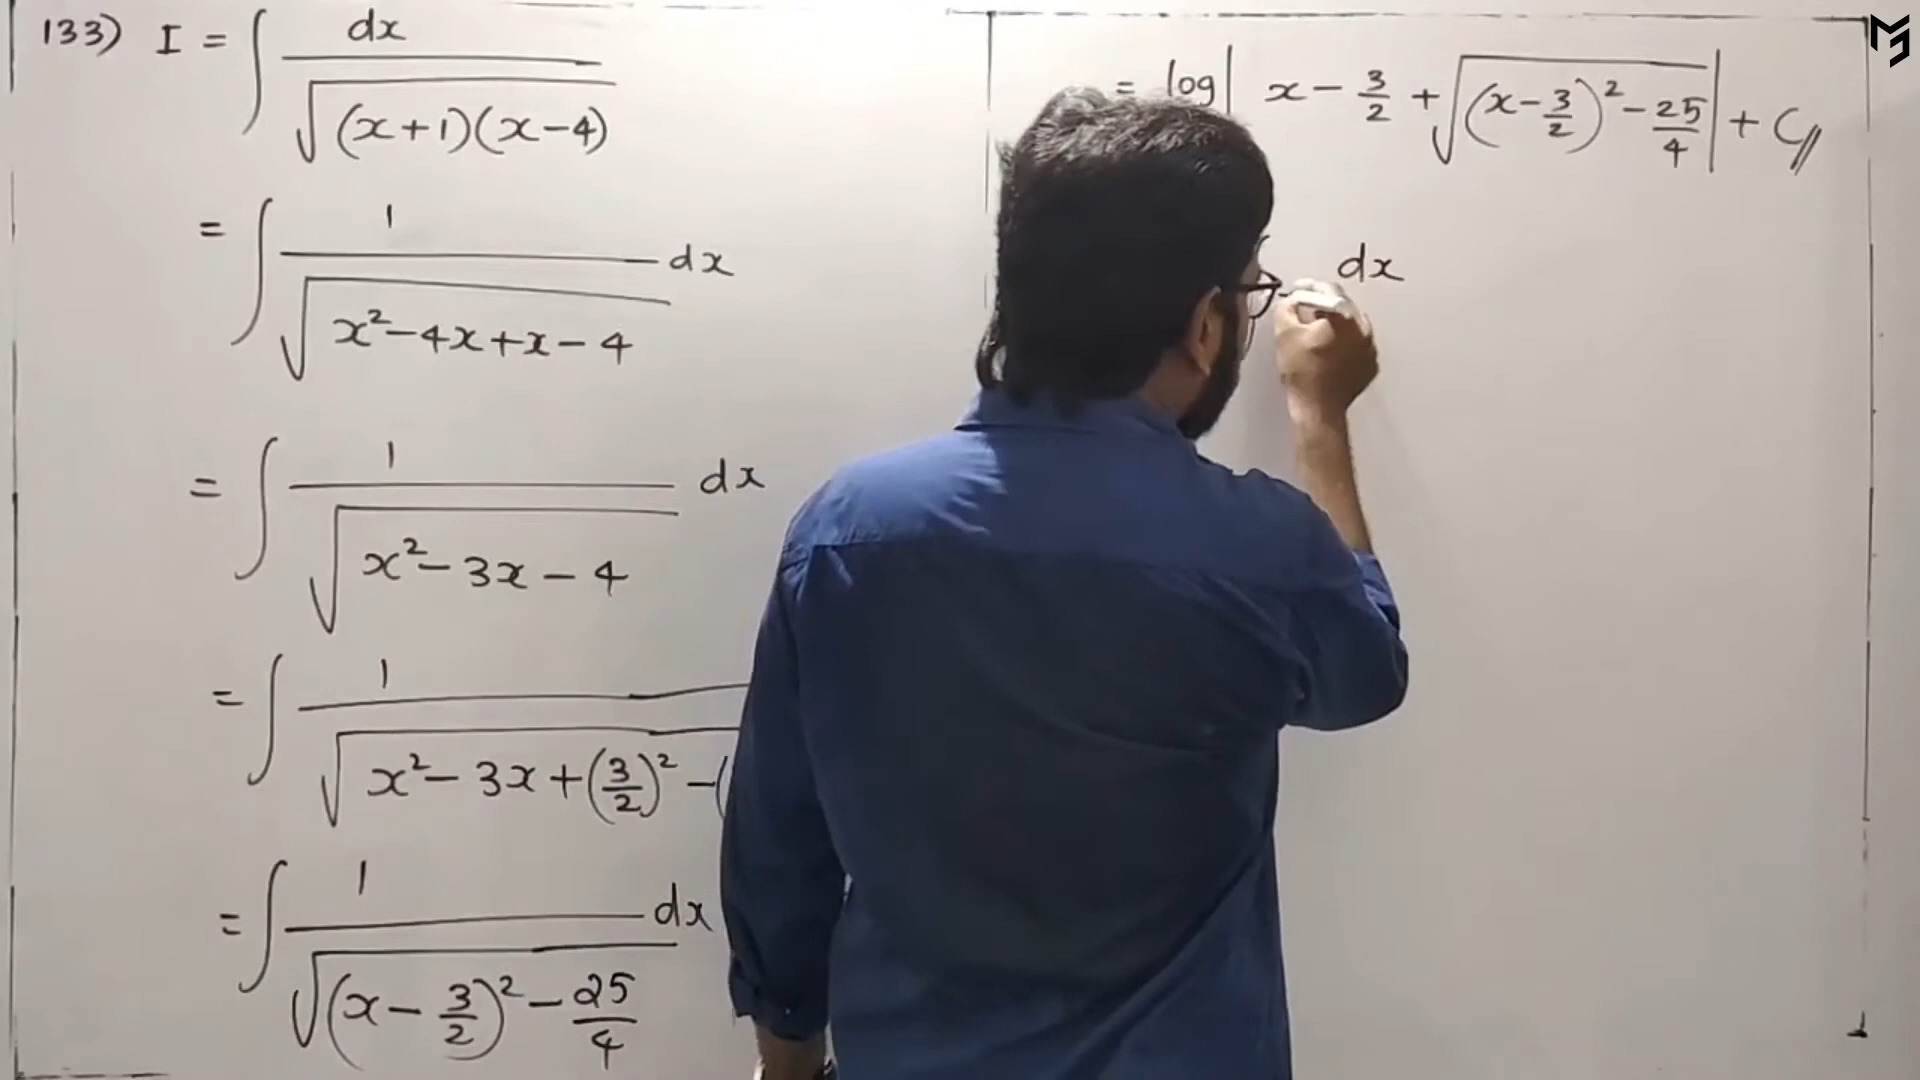 133) I = ∫ dx / √((x+1)(x-4))
= ∫ 1 / √(x²-4x+x-4) dx
= ∫ 1 / √(x²-3x-4) dx
= ∫ 1 / √(x²-3x+(3/2)²-(
= ∫ 1 / √((x-3/2)²-25/4) dx
= log| x-3/2+√((x-3/2)²-25/4) | + C//
dx